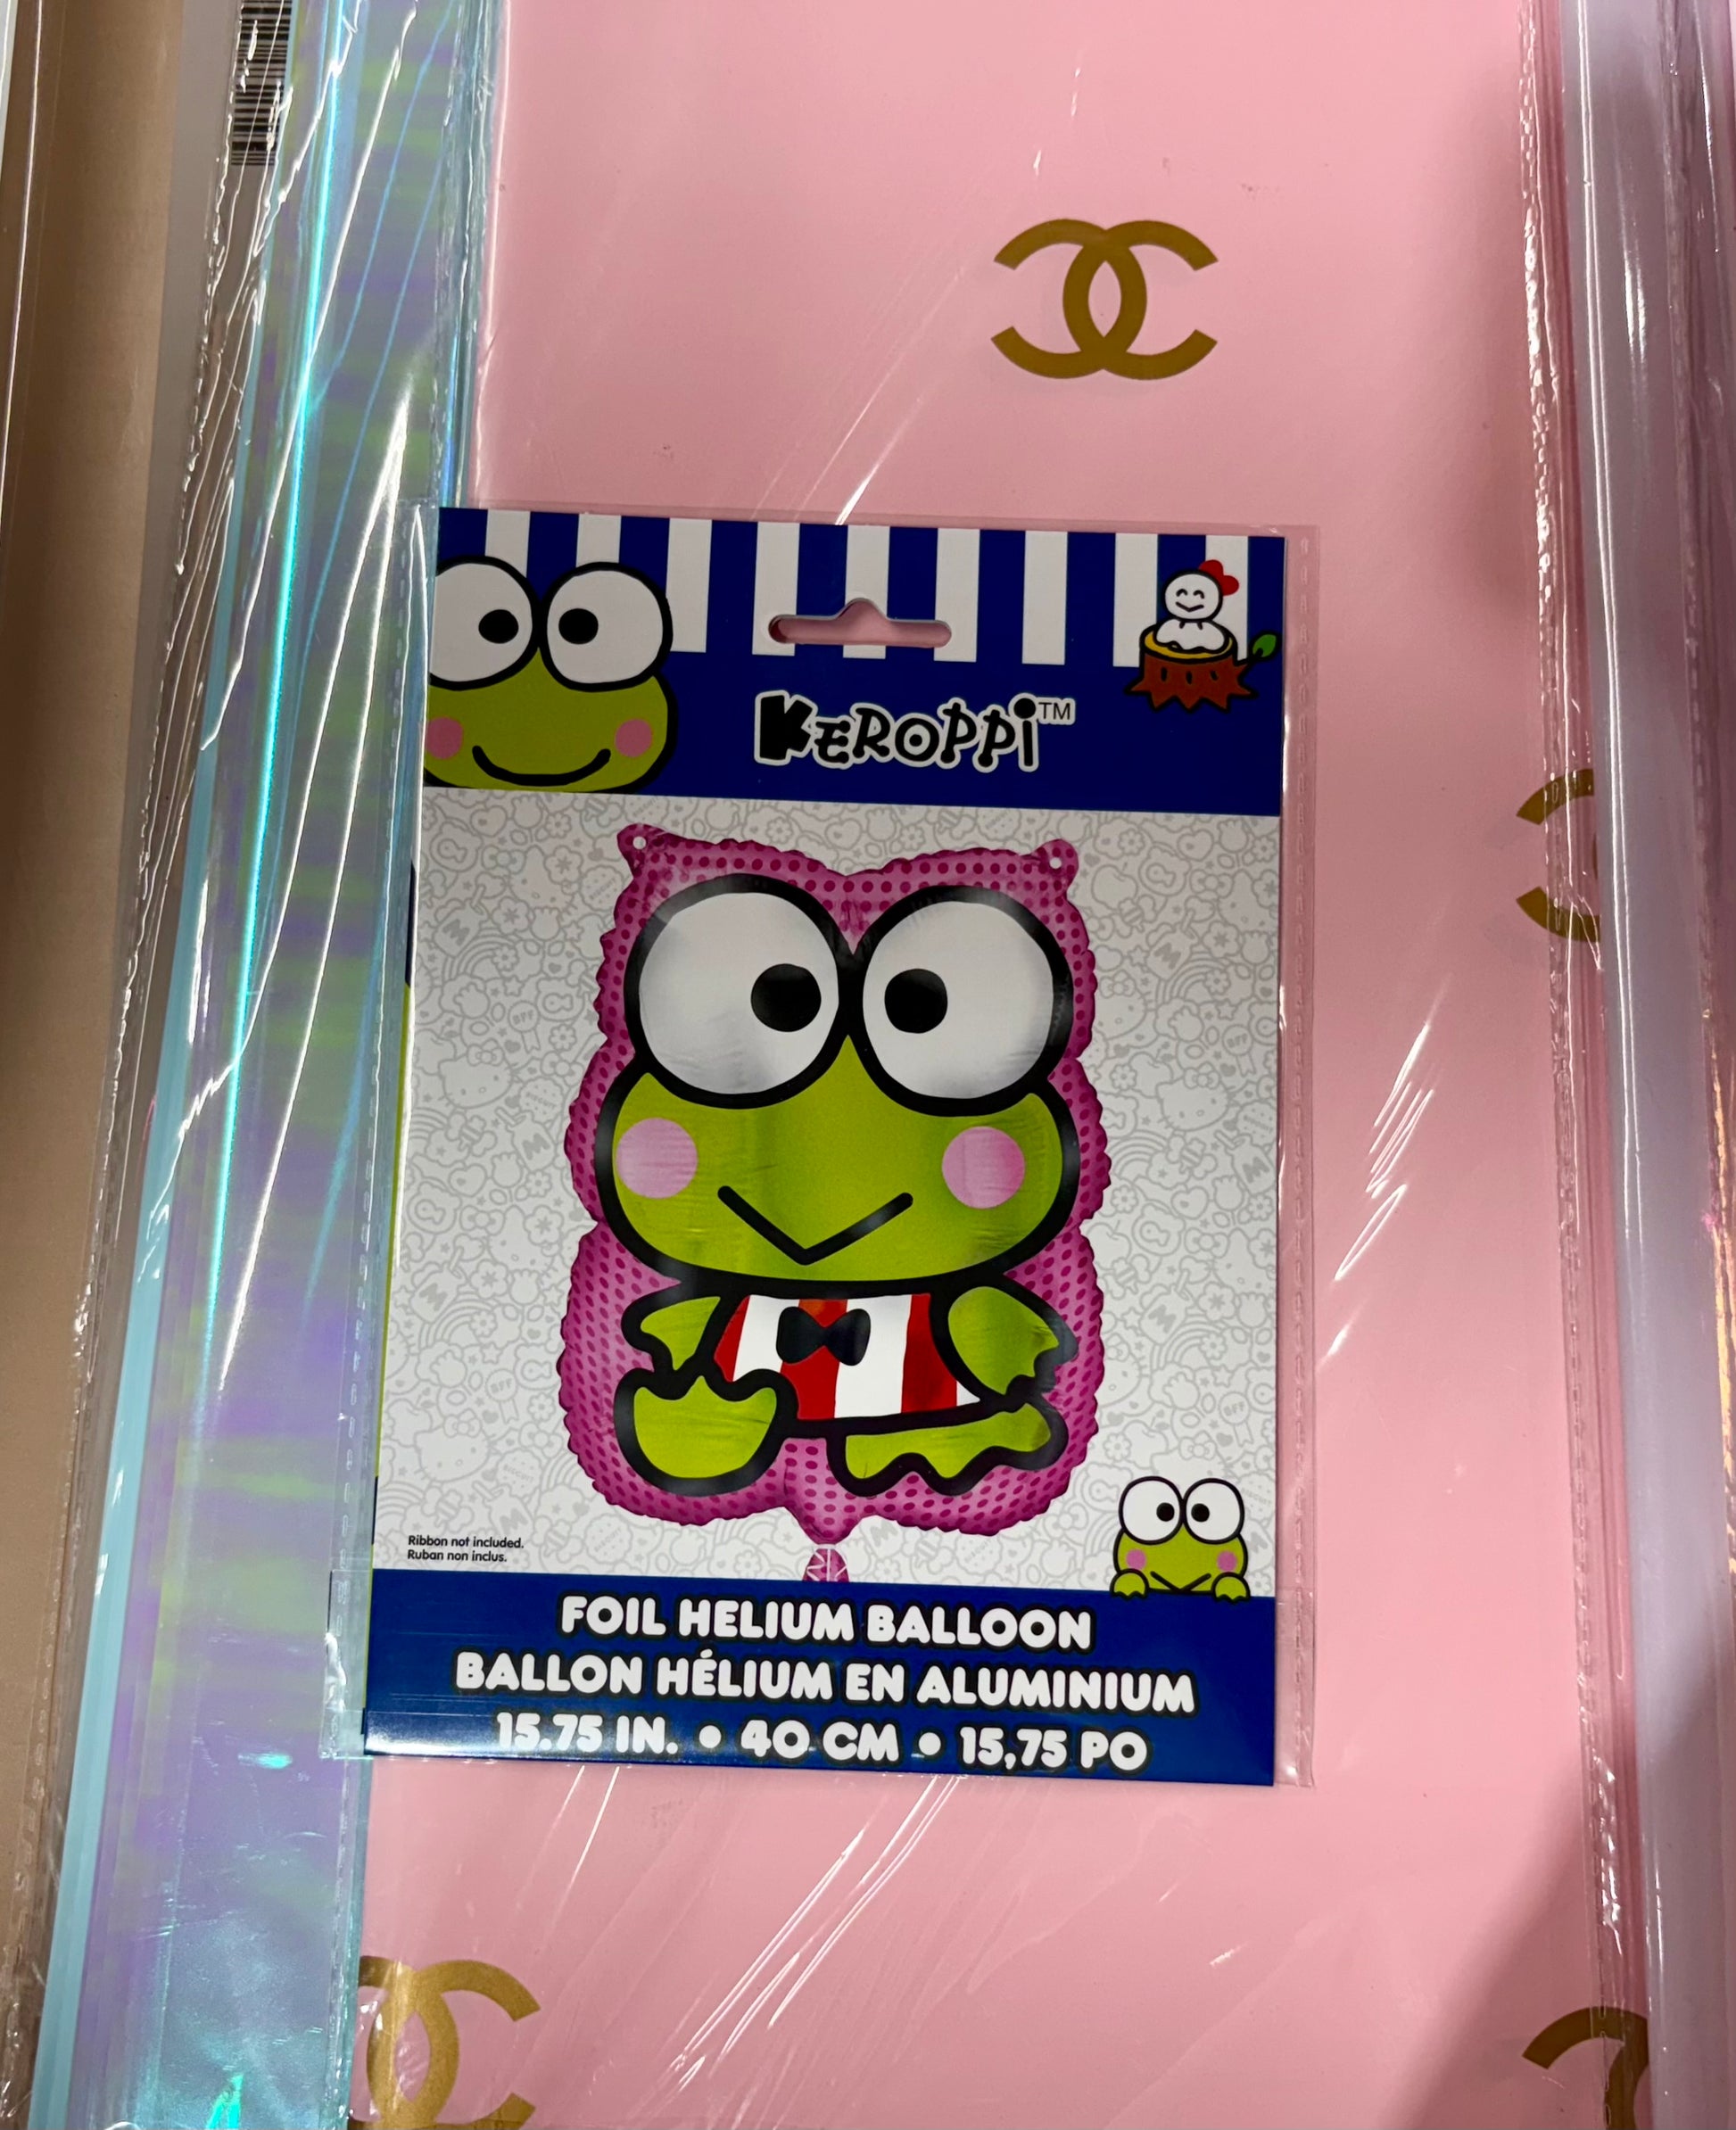 KEROPPi™
Ribbon not included.
Ruban non inclus.
FOIL HELIUM BALLOON
BALLON HÉLIUM EN ALUMINIUM
15.75 IN. • 40 CM • 15,75 PO